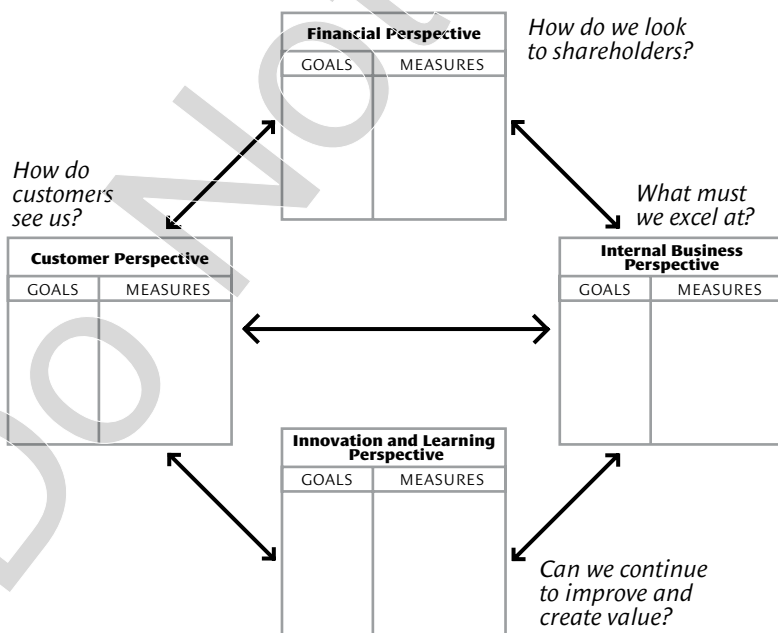 Financial Perspective
GOALS MEASURES
How do we look
to shareholders?
How do
customers
see us?
Customer Perspective
GOALS MEASURES
What must
we excel at?
Internal Business
Perspective
GOALS MEASURES
Innovation and Learning
Perspective
GOALS MEASURES
Can we continue
to improve and
create value?
Do Not